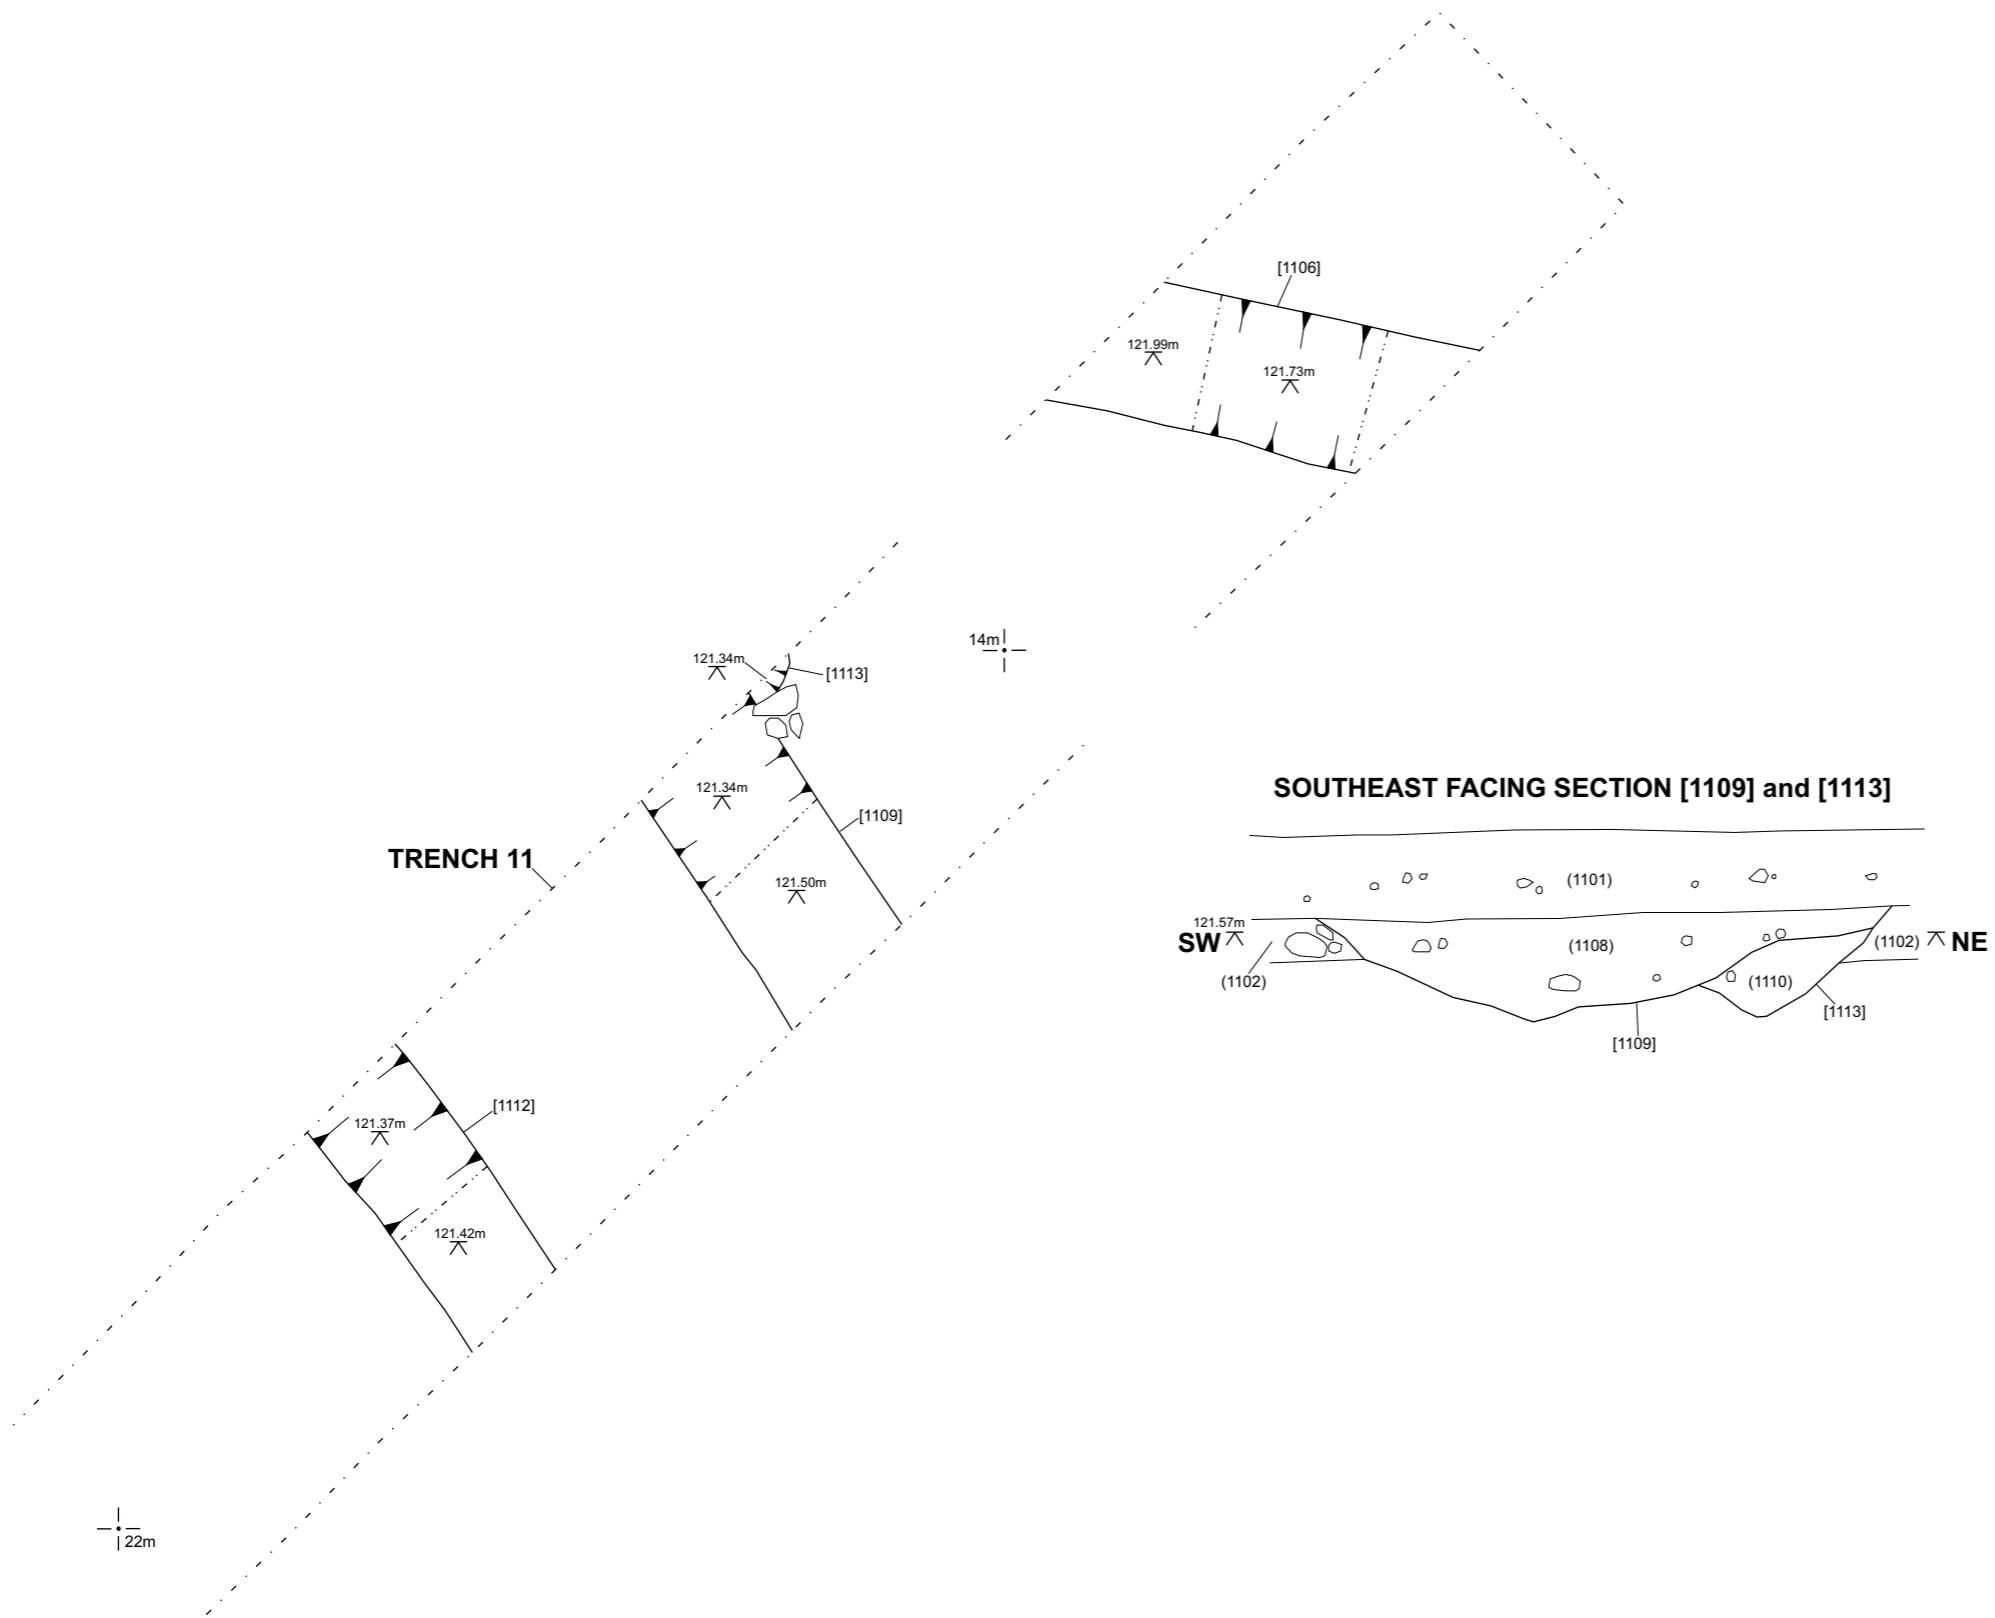 [1106]
121.99m
121.73m
14m
121.34m
[1113]
121.34m
[1109]
TRENCH 11
121.50m
[1112]
121.37m
121.42m
22m
SOUTHEAST FACING SECTION [1109] and [1113]
(1101)
121.57m
SW
(1108)
(1102)
NE
(1102)
(1110)
[1113]
[1109]